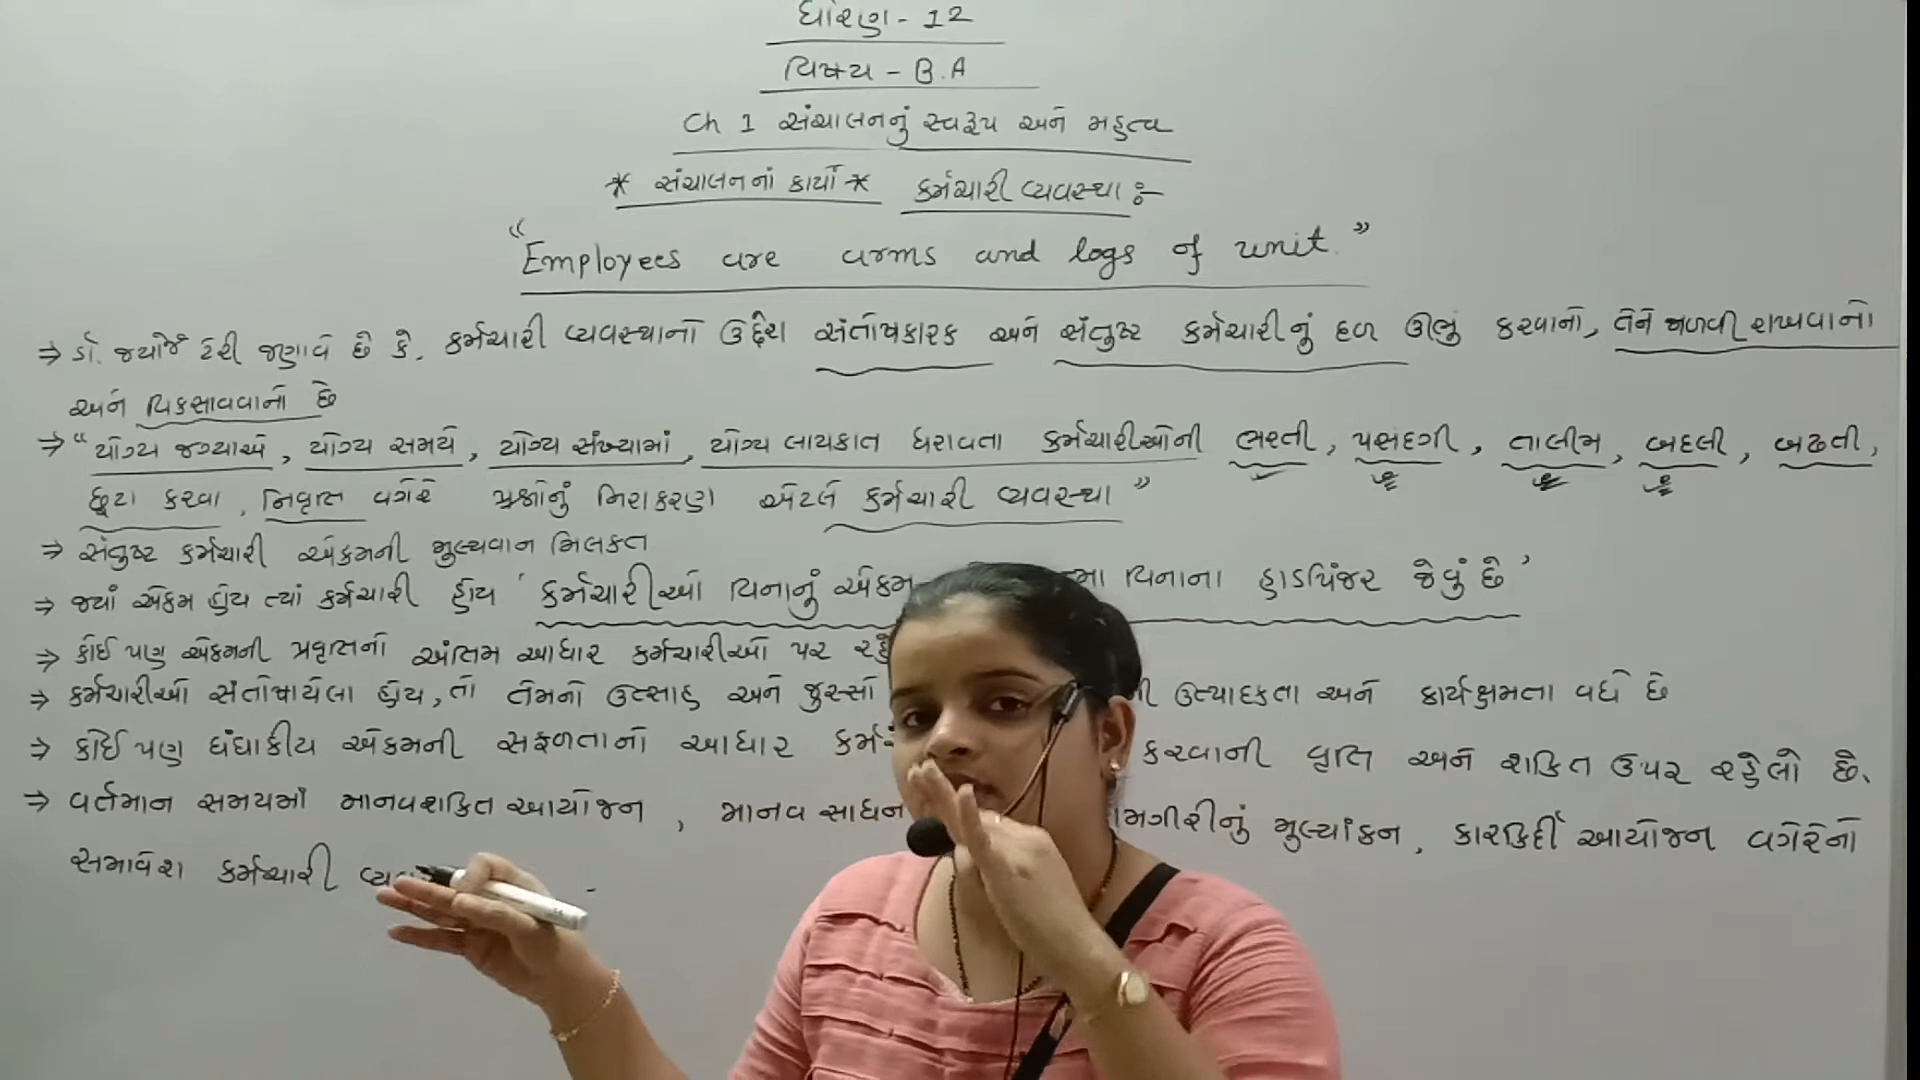 ધોરણ - 12
વિષય - B.A
Ch 1 સંચાલનનું સ્વરૂપ અને મહત્વ
* સંચાલનનાં કાર્યો * કર્મચારી વ્યવસ્થા :-
"Employees are arms and legs of unit."
⇒ ડૉ. જ્યોર્જ ટેરી જણાવે છે કે, કર્મચારી વ્યવસ્થાનો ઉદ્દેશ સંતોષકારક અને સંતુષ્ટ કર્મચારીનું દળ ઊભું કરવાનો, તેને જાળવી રાખવાનો
અને વિકસાવવાનો છે
⇒ "યોગ્ય જગ્યાએ, યોગ્ય સમયે, યોગ્ય સંખ્યામાં, યોગ્ય લાયકાત ધરાવતા કર્મચારીઓની ભરતી, પસંદગી, તાલીમ, બદલી, બઢતી,
છૂટા કરવા, નિવૃત્તિ વગેરે પ્રશ્નોનું નિરાકરણ એટલે કર્મચારી વ્યવસ્થા"
⇒ સંતુષ્ટ કર્મચારી એકમની મુલ્યવાન મિલકત
⇒ જ્યાં એકમ હોય ત્યાં કર્મચારી હોય 'કર્મચારીઓ વિનાનું એકમ વિનાના હાડપિંજર જેવું છે'
⇒ કોઈ પણ એકમની પ્રવૃત્તિનો અંતિમ આધાર કર્મચારીઓ પર
⇒ કર્મચારીઓ સંતોષાયેલા હોય, તો તેમનો ઉત્સાહ અને જુસ્સો ઉત્પાદકતા અને કાર્યક્ષમતા વધે છે
⇒ કોઈ પણ ધંધાકીય એકમની સફળતાનો આધાર કરવાની વૃત્તિ અને શક્તિ ઉપર રહેલો છે.
⇒ વર્તમાન સમયમાં માનવશક્તિ આયોજન, માનવ સાધન મૂલ્યાંકન, કારકિર્દી આયોજન વગેરેનો
સમાવેશ કર્મચારી